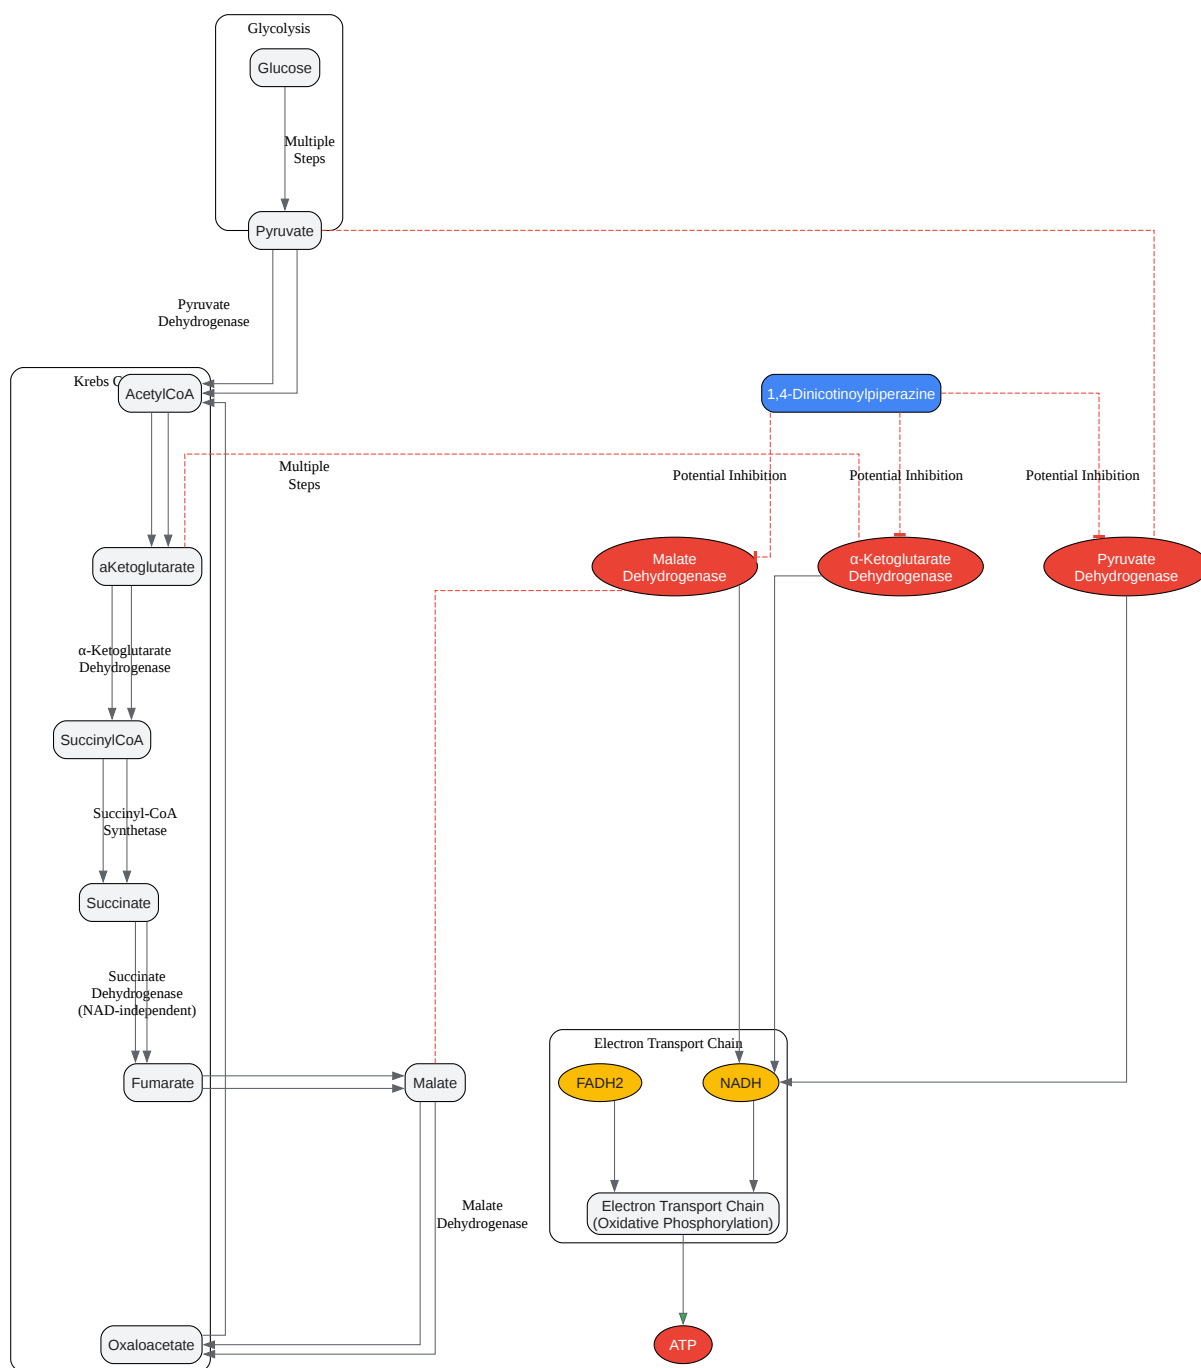 Glycolysis
Glucose
Multiple
Steps
Pyruvate
Pyruvate
Dehydrogenase
Krebs C
AcetylCoA
1,4-Dinicotinoylpiperazine
Multiple
Steps
Potential Inhibition
Potential Inhibition
Potential Inhibition
aKetoglutarate
Malate
Dehydrogenase
α-Ketoglutarate
Dehydrogenase
Pyruvate
Dehydrogenase
α-Ketoglutarate
Dehydrogenase
SuccinylCoA
Succinyl-CoA
Synthetase
Succinate
Succinate
Dehydrogenase
(NAD-independent)
Fumarate
Malate
Electron Transport Chain
FADH2
NADH
Malate
Dehydrogenase
Electron Transport Chain
(Oxidative Phosphorylation)
Oxaloacetate
ATP